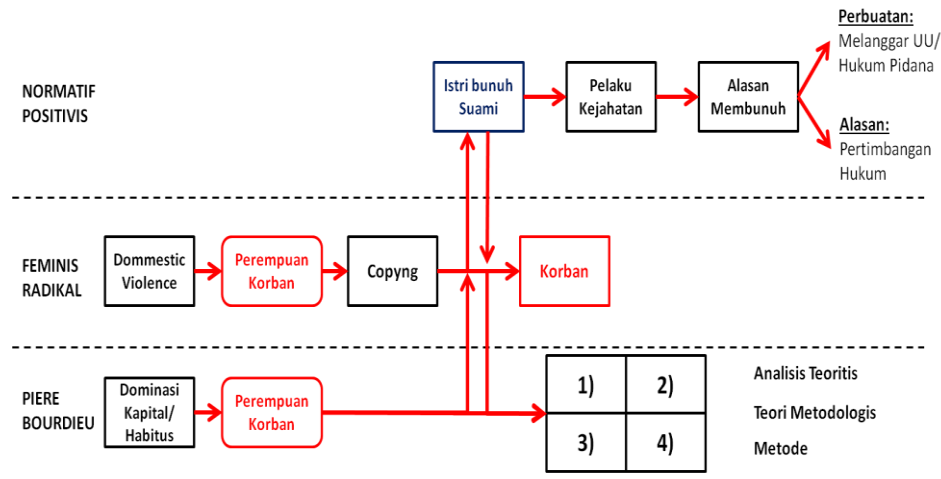 NORMATIF
POSITIVIS
Istri bunuh
Suami
Pelaku
Kejahatan
Alasan
Membunuh
Perbuatan:
Melanggar UU/
Hukum Pidana
Alasan:
Pertimbangan
Hukum
FEMINIS
RADIKAL
Dommestic
Violence
Perempuan
Korban
Copyng
Korban
PIERE
BOURDIEU
Dominasi
Kapital/
Habitus
Perempuan
Korban
1)
2)
3)
4)
Analisis Teoritis
Teori Metodologis
Metode